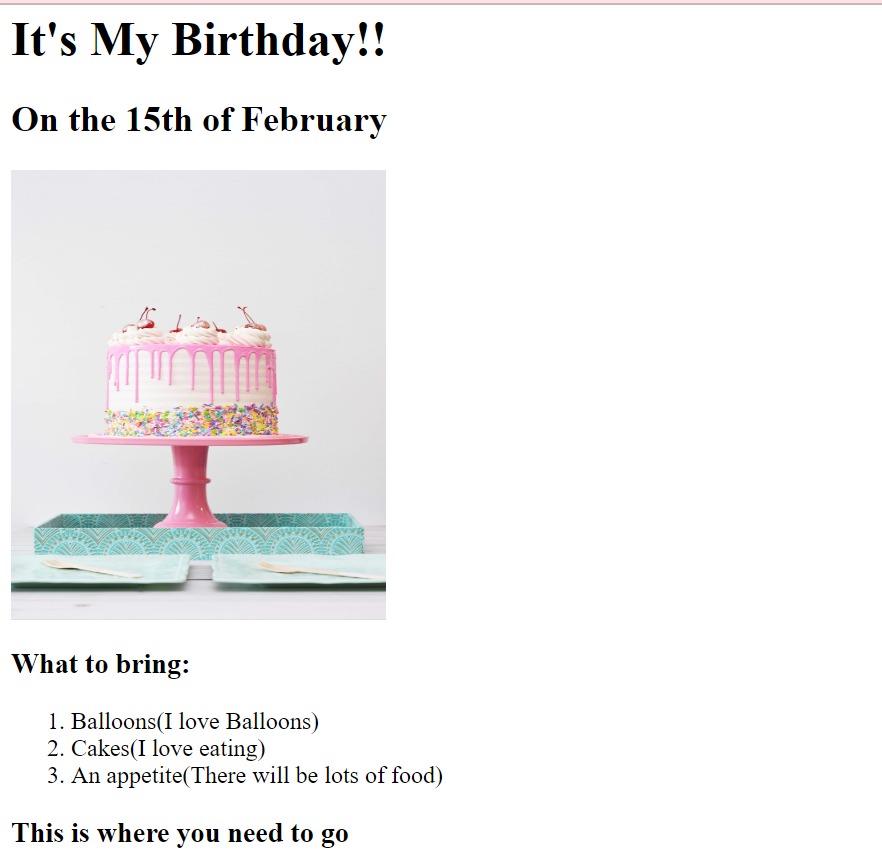 It's My Birthday!!
On the 15th of February
What to bring:
1. Balloons(I love Balloons)
2. Cakes(I love eating)
3. An appetite(There will be lots of food)
This is where you need to go